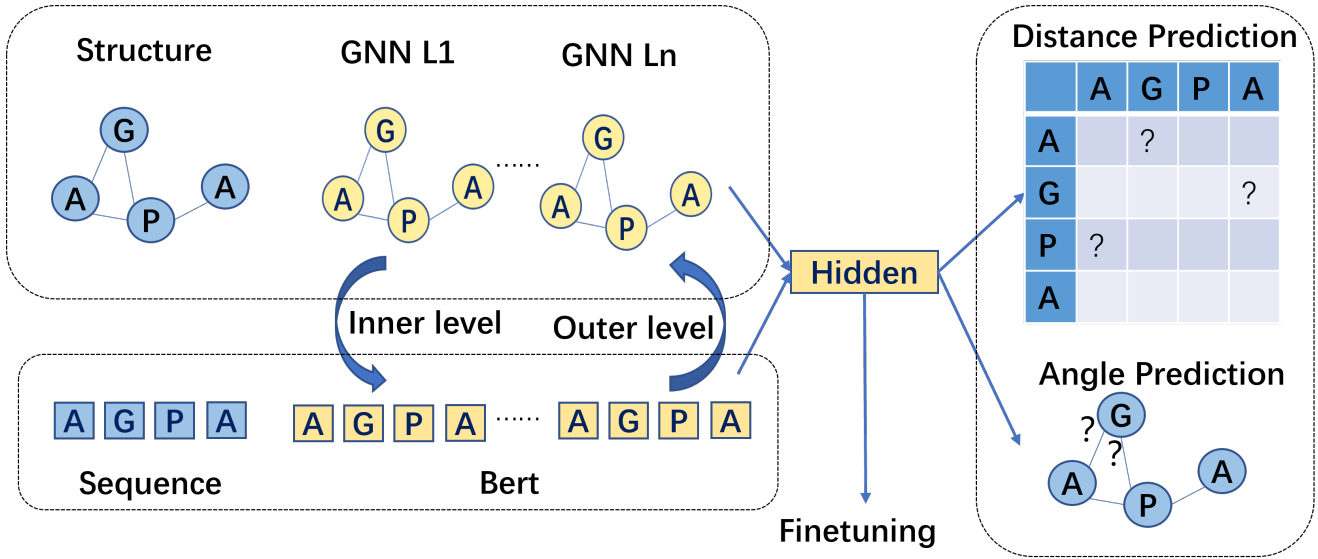 Structure
GNN L1
GNN Ln
G
A
P
A
G
A
P
A
......
G
A
P
A
Inner level
Outer level
A G P A
A G P A ...... A G P A
Sequence
Bert
Hidden
Finetuning
Distance Prediction
A G P A
A ?
G ?
P ?
A
Angle Prediction
G
?
?
A
P
A